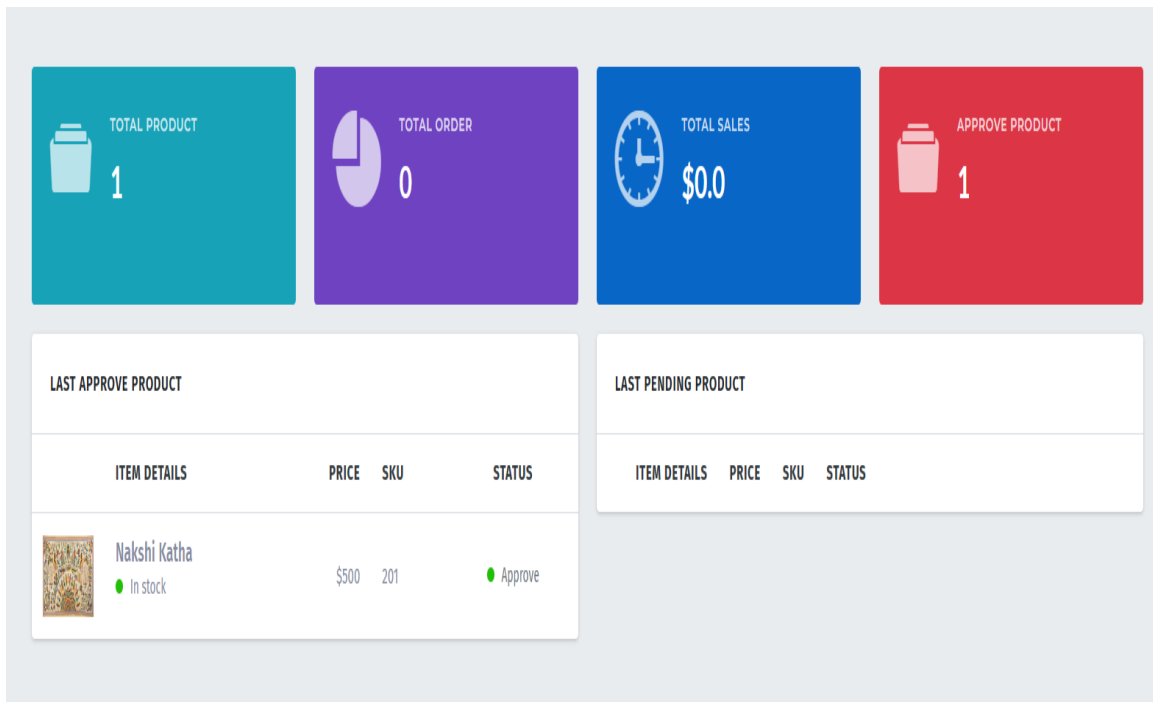 TOTAL PRODUCT
1
TOTAL ORDER
0
TOTAL SALES
$0.0
APPROVE PRODUCT
1
LAST APPROVE PRODUCT
ITEM DETAILS PRICE SKU STATUS
Nakshi Katha
In stock
$500 201 Approve
LAST PENDING PRODUCT
ITEM DETAILS PRICE SKU STATUS